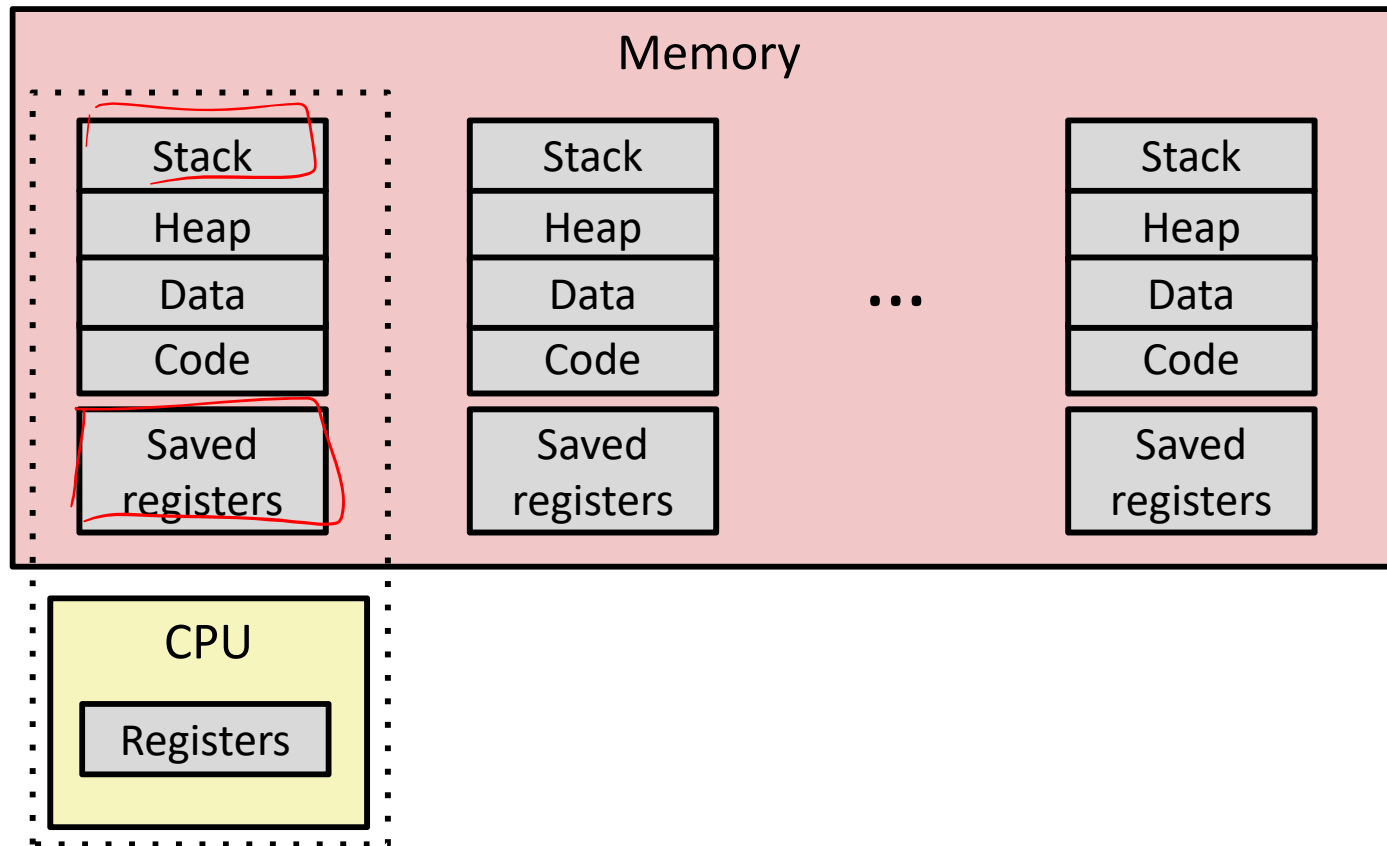 Memory
Stack Stack Stack
Heap Heap Heap
Data Data ... Data
Code Code Code
Saved registers Saved registers Saved registers
CPU
Registers